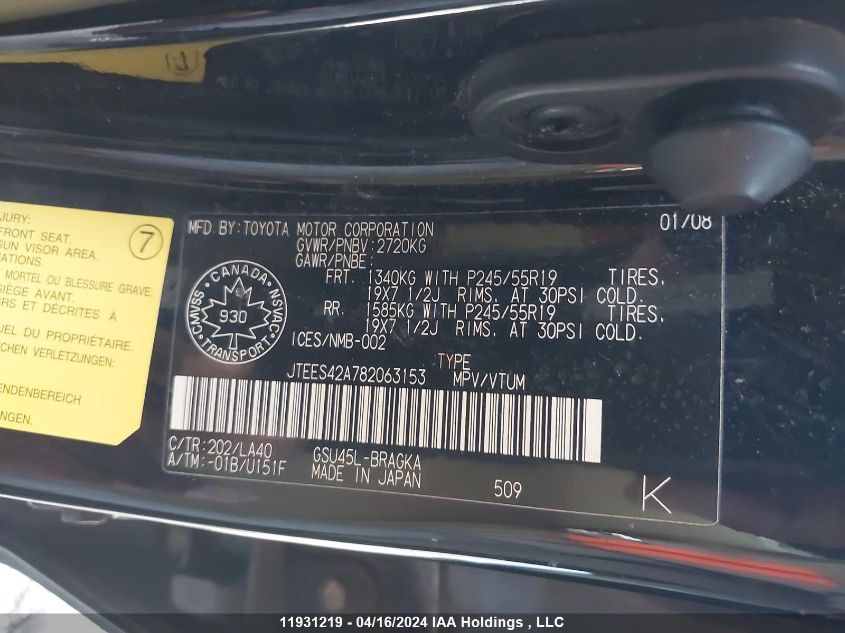 JURY:
FRONT SEAT.
SUN VISOR AREA.
7
MORTEL OU BLESSURE GRAVE:
SIÈGE AVANT.
ERS ET DÉCRITES À
UEL DU PROPRIÉTAIRE.
CHEN VERLETZUNGEN
ENDENBEREICH
NGEN.
MFD. BY: TOYOTA MOTOR CORPORATION 01/08
GVWR/PNBV: 2720KG
GAWR/PNBE:
FRT. 1340KG WITH P245/55R19 TIRES,
19X7 1/2J RIMS, AT 30PSI COLD.
RR. 1585KG WITH P245/55R19 TIRES,
19X7 1/2J RIMS, AT 30PSI COLD.
CANADA
CMVSS 930 NSVAC
TRANSPORT
ICES/NMB-002
TYPE
JTEES42A782063153 MPV/VTUM
C/TR: 202/LA40 GSU45L-BRAGKA
A/TM: -01B/U151F MADE IN JAPAN
509 K
11931219 - 04/16/2024 IAA Holdings , LLC